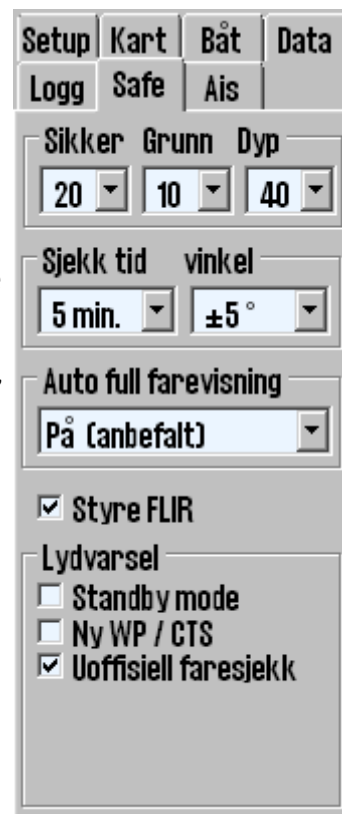 Setup Kart Båt Data
Logg Safe Ais
Sikker Grunn Dyp
20 10 40
Sjekk tid vinkel
5 min. ±5°
Auto full farevisning
På (anbefalt)
Styre FLIR
Lydvarsel
Standby mode
Ny WP / CTS
Uoffisiell faresjekk